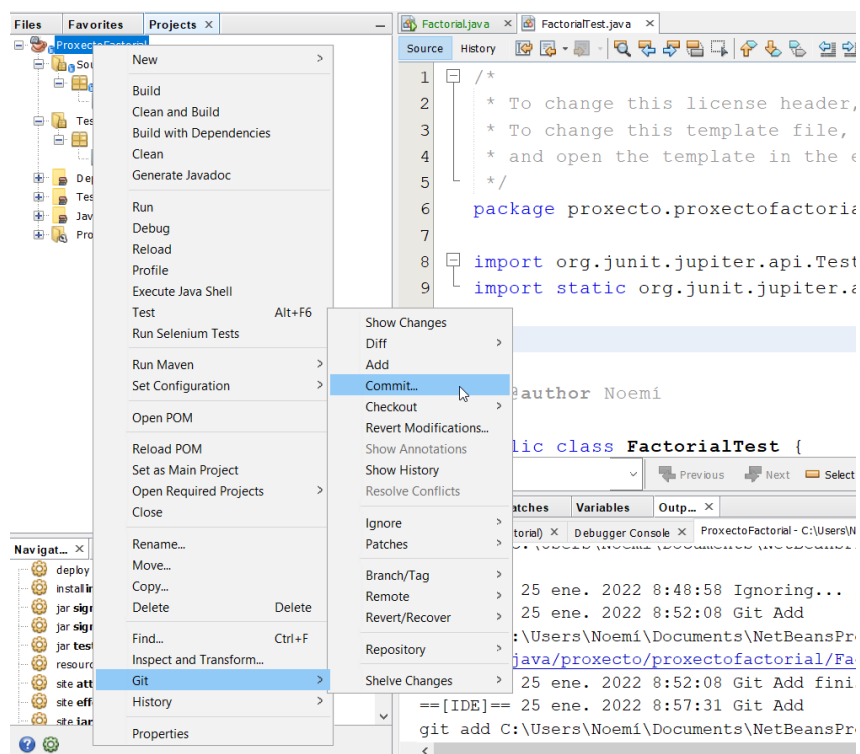 Files Favorites Projects
ProxectoFactorial
New
Build
Clean and Build
Build with Dependencies
Clean
Generate Javadoc
Run
Debug
Reload
Profile
Execute Java Shell
Test Alt+F6
Run Selenium Tests
Run Maven
Set Configuration
Open POM
Reload POM
Set as Main Project
Open Required Projects
Close
Rename...
Move...
Copy...
Delete Delete
Find... Ctrl+F
Inspect and Transform...
Git
History
Properties
Show Changes
Diff
Add
Commit...
Checkout
Revert Modifications...
Show Annotations
Show History
Resolve Conflicts
Ignore
Patches
Branch/Tag
Remote
Revert/Recover
Repository
Shelve Changes
Navigat...
deploy
jar
jar
jar
site
site
site
Factorial.java FactorialTest.java
Source History
1 /*
2 * To change this license header,
3 * To change this template file,
4 * and open the template in the e
5 */
6 package proxecto.proxectofactoria
7
8 import org.junit.jupiter.api.Test
9 import static org.junit.jupiter.a
@author Noemí
lic class FactorialTest {
Previous Next Select
atches Variables Outp...
torial) Debugger Console ProxectoFactorial - C:\Users\N
25 ene. 2022 8:48:58 Ignoring...
25 ene. 2022 8:52:08 Git Add
:\Users\Noemí\Documents\NetBeansPro
java/proxecto/proxectofactorial/Fac
25 ene. 2022 8:52:08 Git Add fini
==[IDE]== 25 ene. 2022 8:57:31 Git Add
git add C:\Users\Noemí\Documents\NetBeansPro